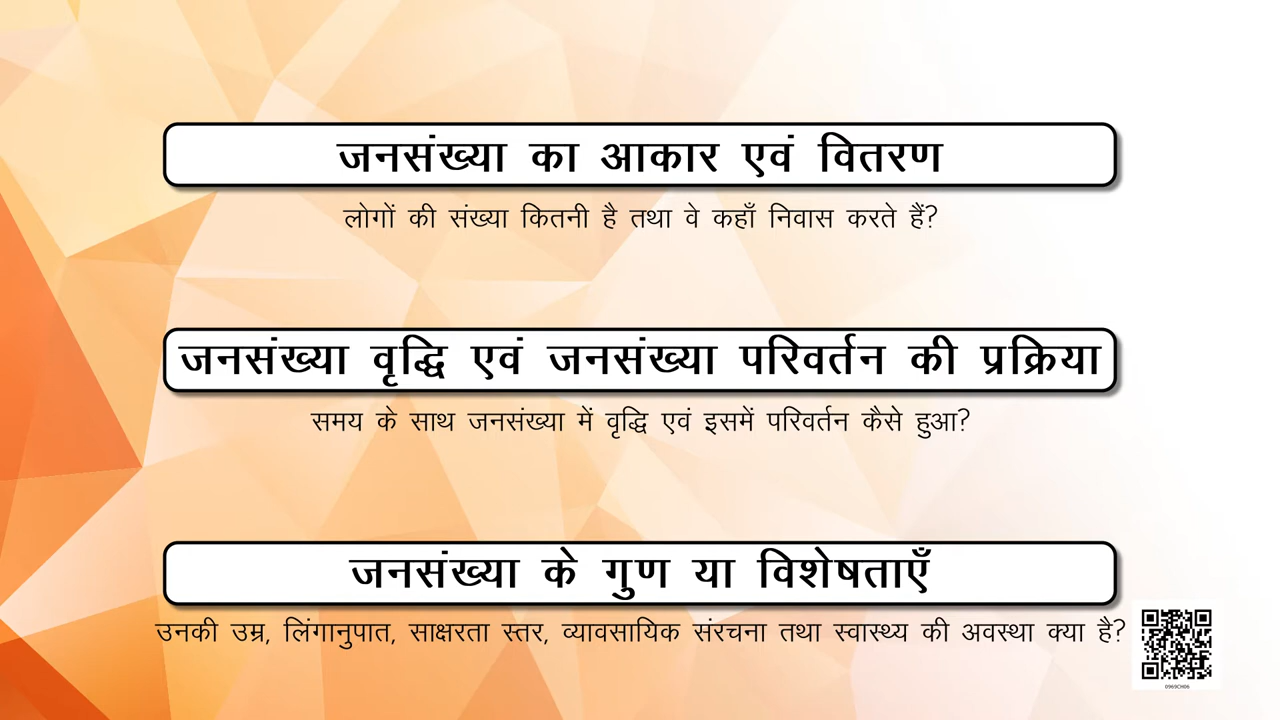 जनसंख्या का आकार एवं वितरण
लोगों की संख्या कितनी है तथा वे कहाँ निवास करते हैं?
जनसंख्या वृद्धि एवं जनसंख्या परिवर्तन की प्रक्रिया
समय के साथ जनसंख्या में वृद्धि एवं इसमें परिवर्तन कैसे हुआ?
जनसंख्या के गुण या विशेषताएँ
उनकी उम्र, लिंगानुपात, साक्षरता स्तर, व्यावसायिक संरचना तथा स्वास्थ्य की अवस्था क्या है?
0969CH06